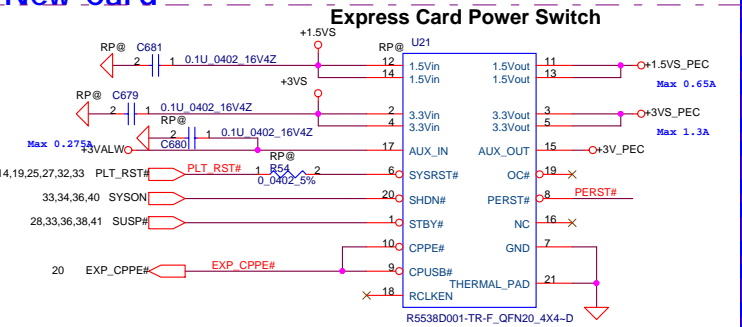 New card
Express Card Power Switch
+1.5VS
RP@ C681 RP@ U21
2 1 0.1U_0402_16V4Z 12 1.5Vin 1.5Vout 11 +1.5VS_PEC
14 1.5Vin 1.5Vout 13
+3VS Max 0.65A
RP@ C679
2 1 0.1U_0402_16V4Z 2 3.3Vin 3.3Vout 3 +3VS_PEC
RP@ 4 3.3Vin 3.3Vout 5
2 1 0.1U_0402_16V4Z Max 1.3A
Max 0.275A C680
+3VALW 17 AUX_IN AUX_OUT 15 +3V_PEC
RP@
14,19,25,27,32,33 PLT_RST# PLT_RST# 1 R54 2 6 SYSRST# OC# 19
0_0402_5%
33,34,36,40 SYSON 20 SHDN# PERST# 8 PERST#
28,33,36,38,41 SUSP# 1 STBY# NC 16
10 CPPE# GND 7
20 EXP_CPPE# EXP_CPPE# 9 CPUSB#
THERMAL_PAD 21
18 RCLKEN
R5538D001-TR-F_QFN20_4X4~D